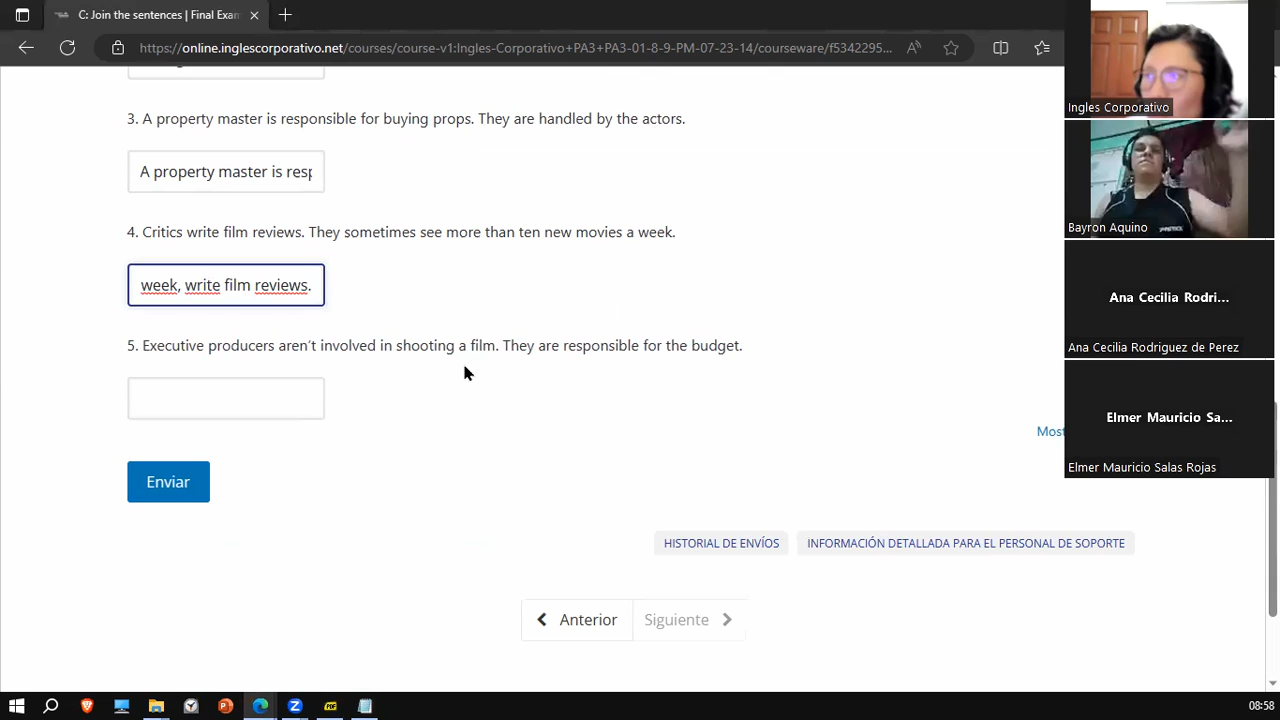 C: Join the sentences | Final Exa
https://online.inglescorporativo.net/courses/course-v1:Ingles-Corporativo+PA3+PA3-01-8-9-PM-07-23-14/courseware/f5342295...
3. A property master is responsible for buying props. They are handled by the actors.
A property master is resp
4. Critics write film reviews. They sometimes see more than ten new movies a week.
week, write film reviews.
5. Executive producers aren´t involved in shooting a film. They are responsible for the budget.
Most
Enviar
HISTORIAL DE ENVÍOS
INFORMACIÓN DETALLADA PARA EL PERSONAL DE SOPORTE
Anterior
Siguiente
Ingles Corporativo
Bayron Aquino
Ana Cecilia Rodri...
Ana Cecilia Rodriguez de Perez
Elmer Mauricio Sa...
Elmer Mauricio Salas Rojas
08:58